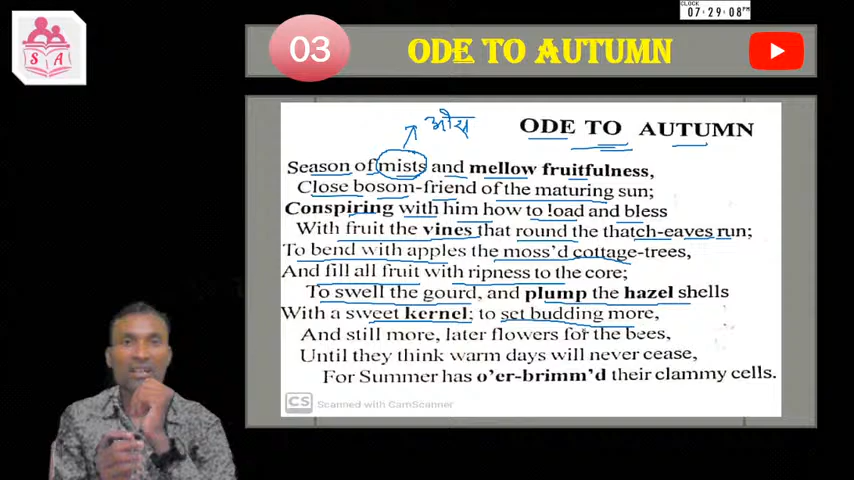 CLOCK
07:29:08PM
S A
03
ODE TO AUTUMN
औस
ODE TO AUTUMN
Season of mists and mellow fruitfulness,
Close bosom-friend of the maturing sun;
Conspiring with him how to load and bless
With fruit the vines that round the thatch-eaves run;
To bend with apples the moss'd cottage-trees,
And fill all fruit with ripness to the core;
To swell the gourd, and plump the hazel shells
With a sweet kernel; to set budding more,
And still more, later flowers for the bees,
Until they think warm days will never cease,
For Summer has o'er-brimm'd their clammy cells.
CS Scanned with CamScanner